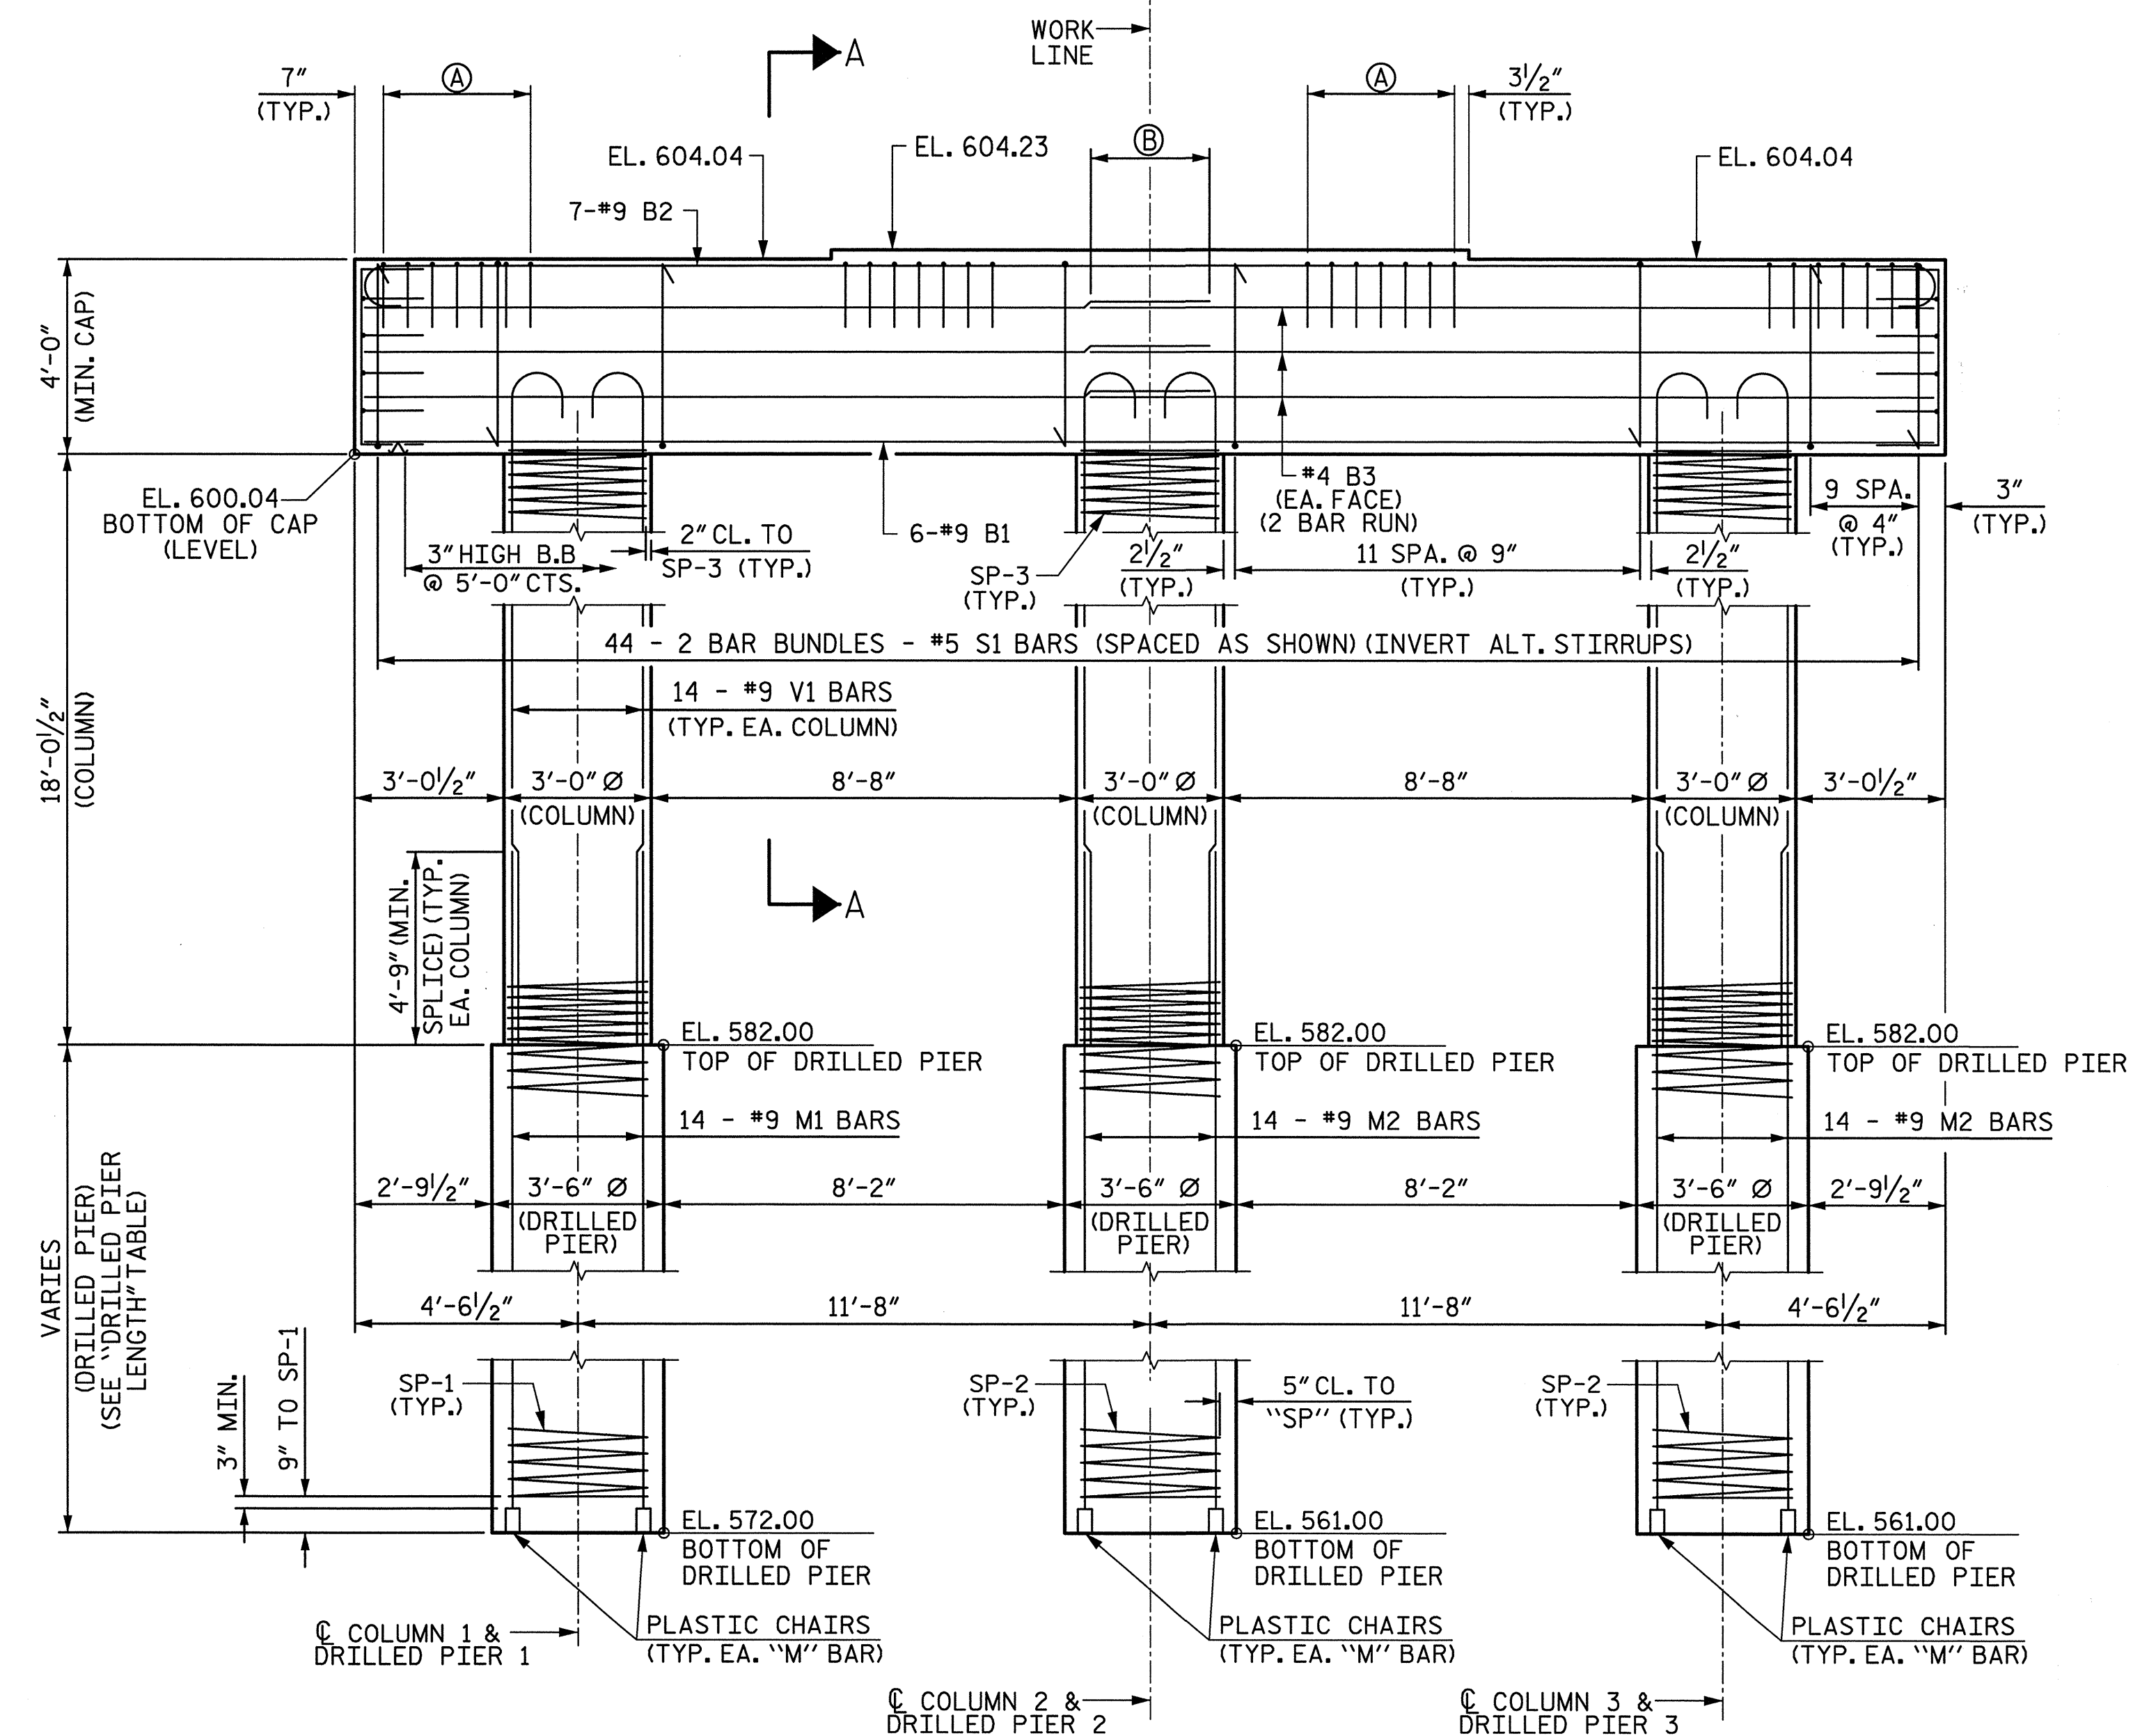 WORK
LINE
A
7"
(TYP.)
A
A
3½"
(TYP.)
B
EL. 604.04
EL. 604.23
EL. 604.04
7-#9 B2
4'-0"
(MIN. CAP)
EL. 600.04
BOTTOM OF CAP
(LEVEL)
3" HIGH B.B
@ 5'-0" CTS.
2" CL. TO
SP-3 (TYP.)
6-#9 B1
SP-3
(TYP.)
#4 B3
(EA. FACE)
(2 BAR RUN)
2½"
(TYP.)
11 SPA. @ 9"
(TYP.)
2½"
(TYP.)
9 SPA.
@ 4"
(TYP.)
3"
(TYP.)
44 - 2 BAR BUNDLES - #5 S1 BARS (SPACED AS SHOWN) (INVERT ALT. STIRRUPS)
14 - #9 V1 BARS
(TYP. EA. COLUMN)
18'-0½"
(COLUMN)
3'-0½"
3'-0" Ø
(COLUMN)
8'-8"
3'-0" Ø
(COLUMN)
8'-8"
3'-0" Ø
(COLUMN)
3'-0½"
A
4'-9" (MIN.
SPLICE) (TYP.
EA. COLUMN)
EL. 582.00
TOP OF DRILLED PIER
EL. 582.00
TOP OF DRILLED PIER
EL. 582.00
TOP OF DRILLED PIER
14 - #9 M1 BARS
14 - #9 M2 BARS
14 - #9 M2 BARS
2'-9½"
3'-6" Ø
(DRILLED
PIER)
8'-2"
3'-6" Ø
(DRILLED
PIER)
8'-2"
3'-6" Ø
(DRILLED
PIER)
2'-9½"
VARIES
(DRILLED PIER)
(SEE "DRILLED PIER
LENGTH" TABLE)
4'-6½"
11'-8"
11'-8"
4'-6½"
3" MIN.
9" TO SP-1
SP-1
(TYP.)
SP-2
(TYP.)
5" CL. TO
"SP" (TYP.)
SP-2
(TYP.)
EL. 572.00
BOTTOM OF
DRILLED PIER
EL. 561.00
BOTTOM OF
DRILLED PIER
EL. 561.00
BOTTOM OF
DRILLED PIER
PLASTIC CHAIRS
(TYP. EA. "M" BAR)
PLASTIC CHAIRS
(TYP. EA. "M" BAR)
PLASTIC CHAIRS
(TYP. EA. "M" BAR)
℄ COLUMN 1 &
DRILLED PIER 1
℄ COLUMN 2 &
DRILLED PIER 2
℄ COLUMN 3 &
DRILLED PIER 3